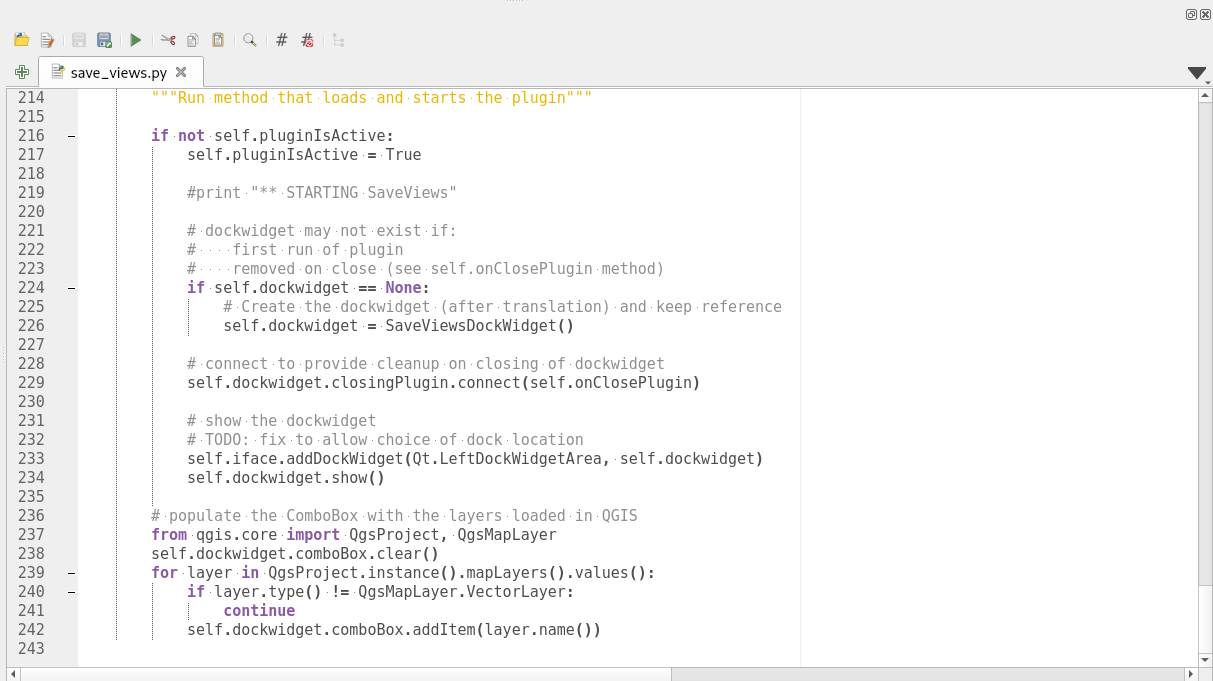 save_views.py
214 """Run method that loads and starts the plugin"""
215
216 if not self.pluginIsActive:
217 self.pluginIsActive = True
218
219 #print "** STARTING SaveViews"
220
221 # dockwidget may not exist if:
222 #    first run of plugin
223 #    removed on close (see self.onClosePlugin method)
224 if self.dockwidget == None:
225 # Create the dockwidget (after translation) and keep reference
226 self.dockwidget = SaveViewsDockWidget()
227
228 # connect to provide cleanup on closing of dockwidget
229 self.dockwidget.closingPlugin.connect(self.onClosePlugin)
230
231 # show the dockwidget
232 # TODO: fix to allow choice of dock location
233 self.iface.addDockWidget(Qt.LeftDockWidgetArea, self.dockwidget)
234 self.dockwidget.show()
235
236 # populate the ComboBox with the layers loaded in QGIS
237 from qgis.core import QgsProject, QgsMapLayer
238 self.dockwidget.comboBox.clear()
239 for layer in QgsProject.instance().mapLayers().values():
240 if layer.type() != QgsMapLayer.VectorLayer:
241 continue
242 self.dockwidget.comboBox.addItem(layer.name())
243